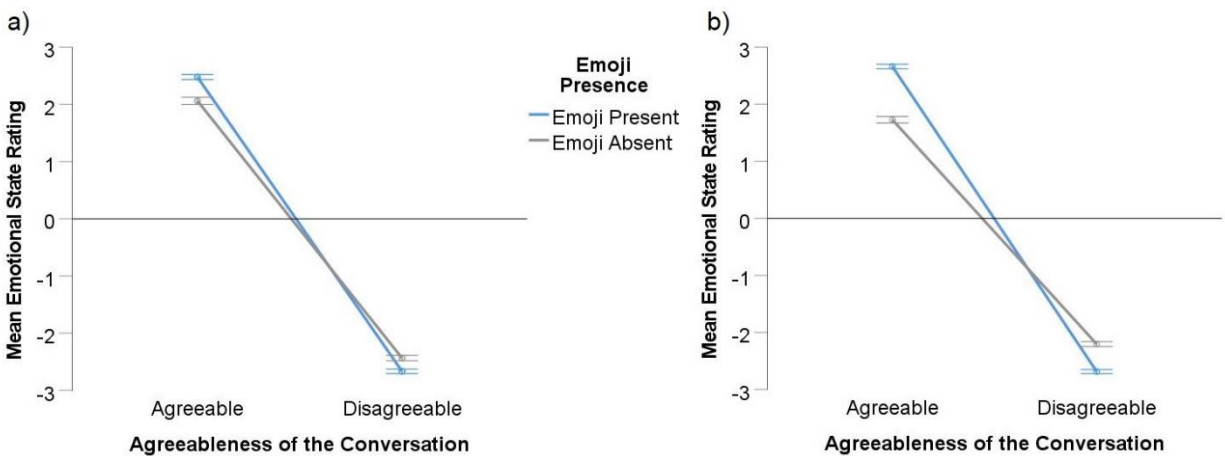 a)
3
2
1
0
-1
-2
-3
Mean Emotional State Rating
Agreeable
Disagreeable
Agreeableness of the Conversation
Emoji
Presence
Emoji Present
Emoji Absent
b)
3
2
1
0
-1
-2
-3
Mean Emotional State Rating
Agreeable
Disagreeable
Agreeableness of the Conversation